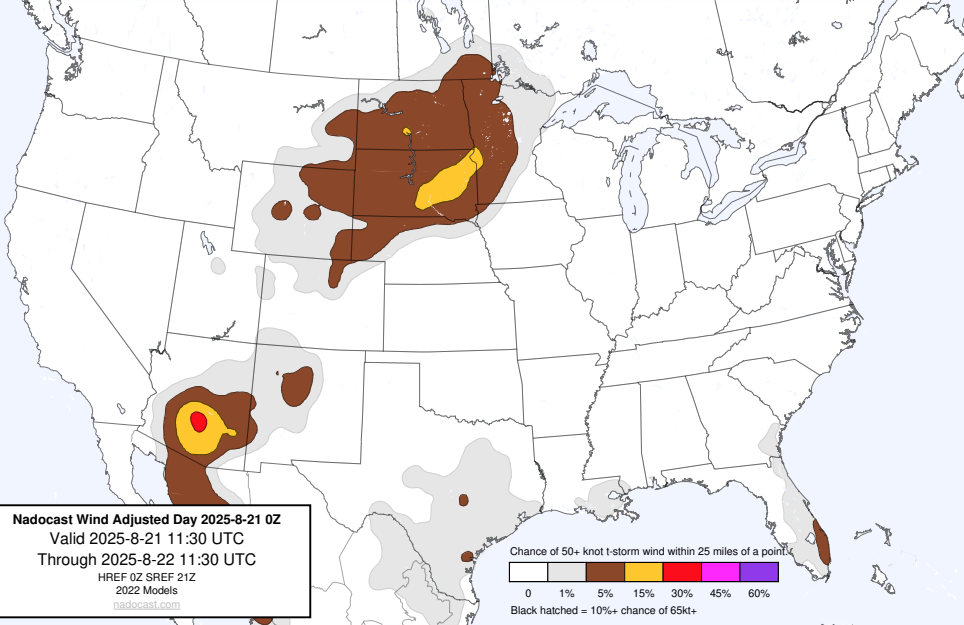 Nadocast Wind Adjusted Day 2025-8-21 0Z
Valid 2025-8-21 11:30 UTC
Through 2025-8-22 11:30 UTC
HREF 0Z SREF 21Z
2022 Models
nadocast.com
Chance of 50+ knot t-storm wind within 25 miles of a point.
0 1% 5% 15% 30% 45% 60%
Black hatched = 10%+ chance of 65kt+